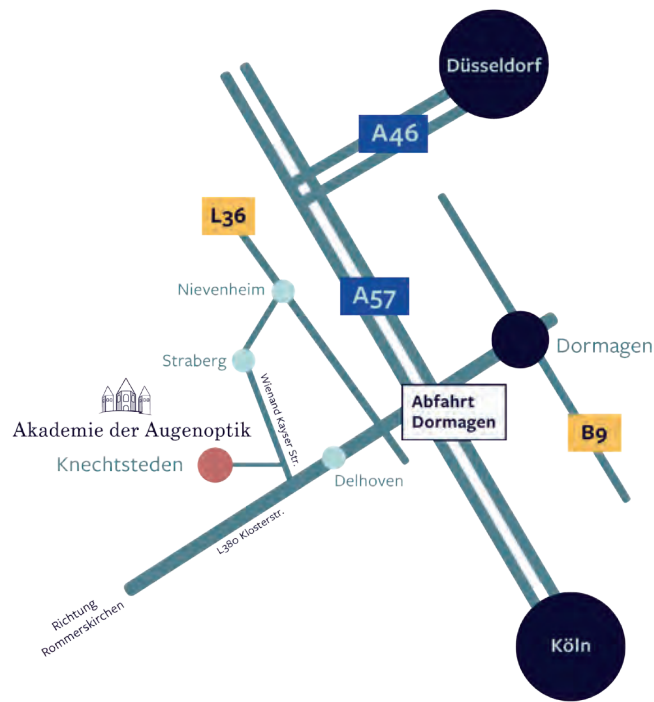 Düsseldorf
A46
L36
Nievenheim
A57
Straberg
Dormagen
Wienand Kayser Str.
Abfahrt
Dormagen
Akademie der Augenoptik
B9
Knechtsteden
Delhoven
L380 Klosterstr.
Richtung
Rommerskirchen
Köln